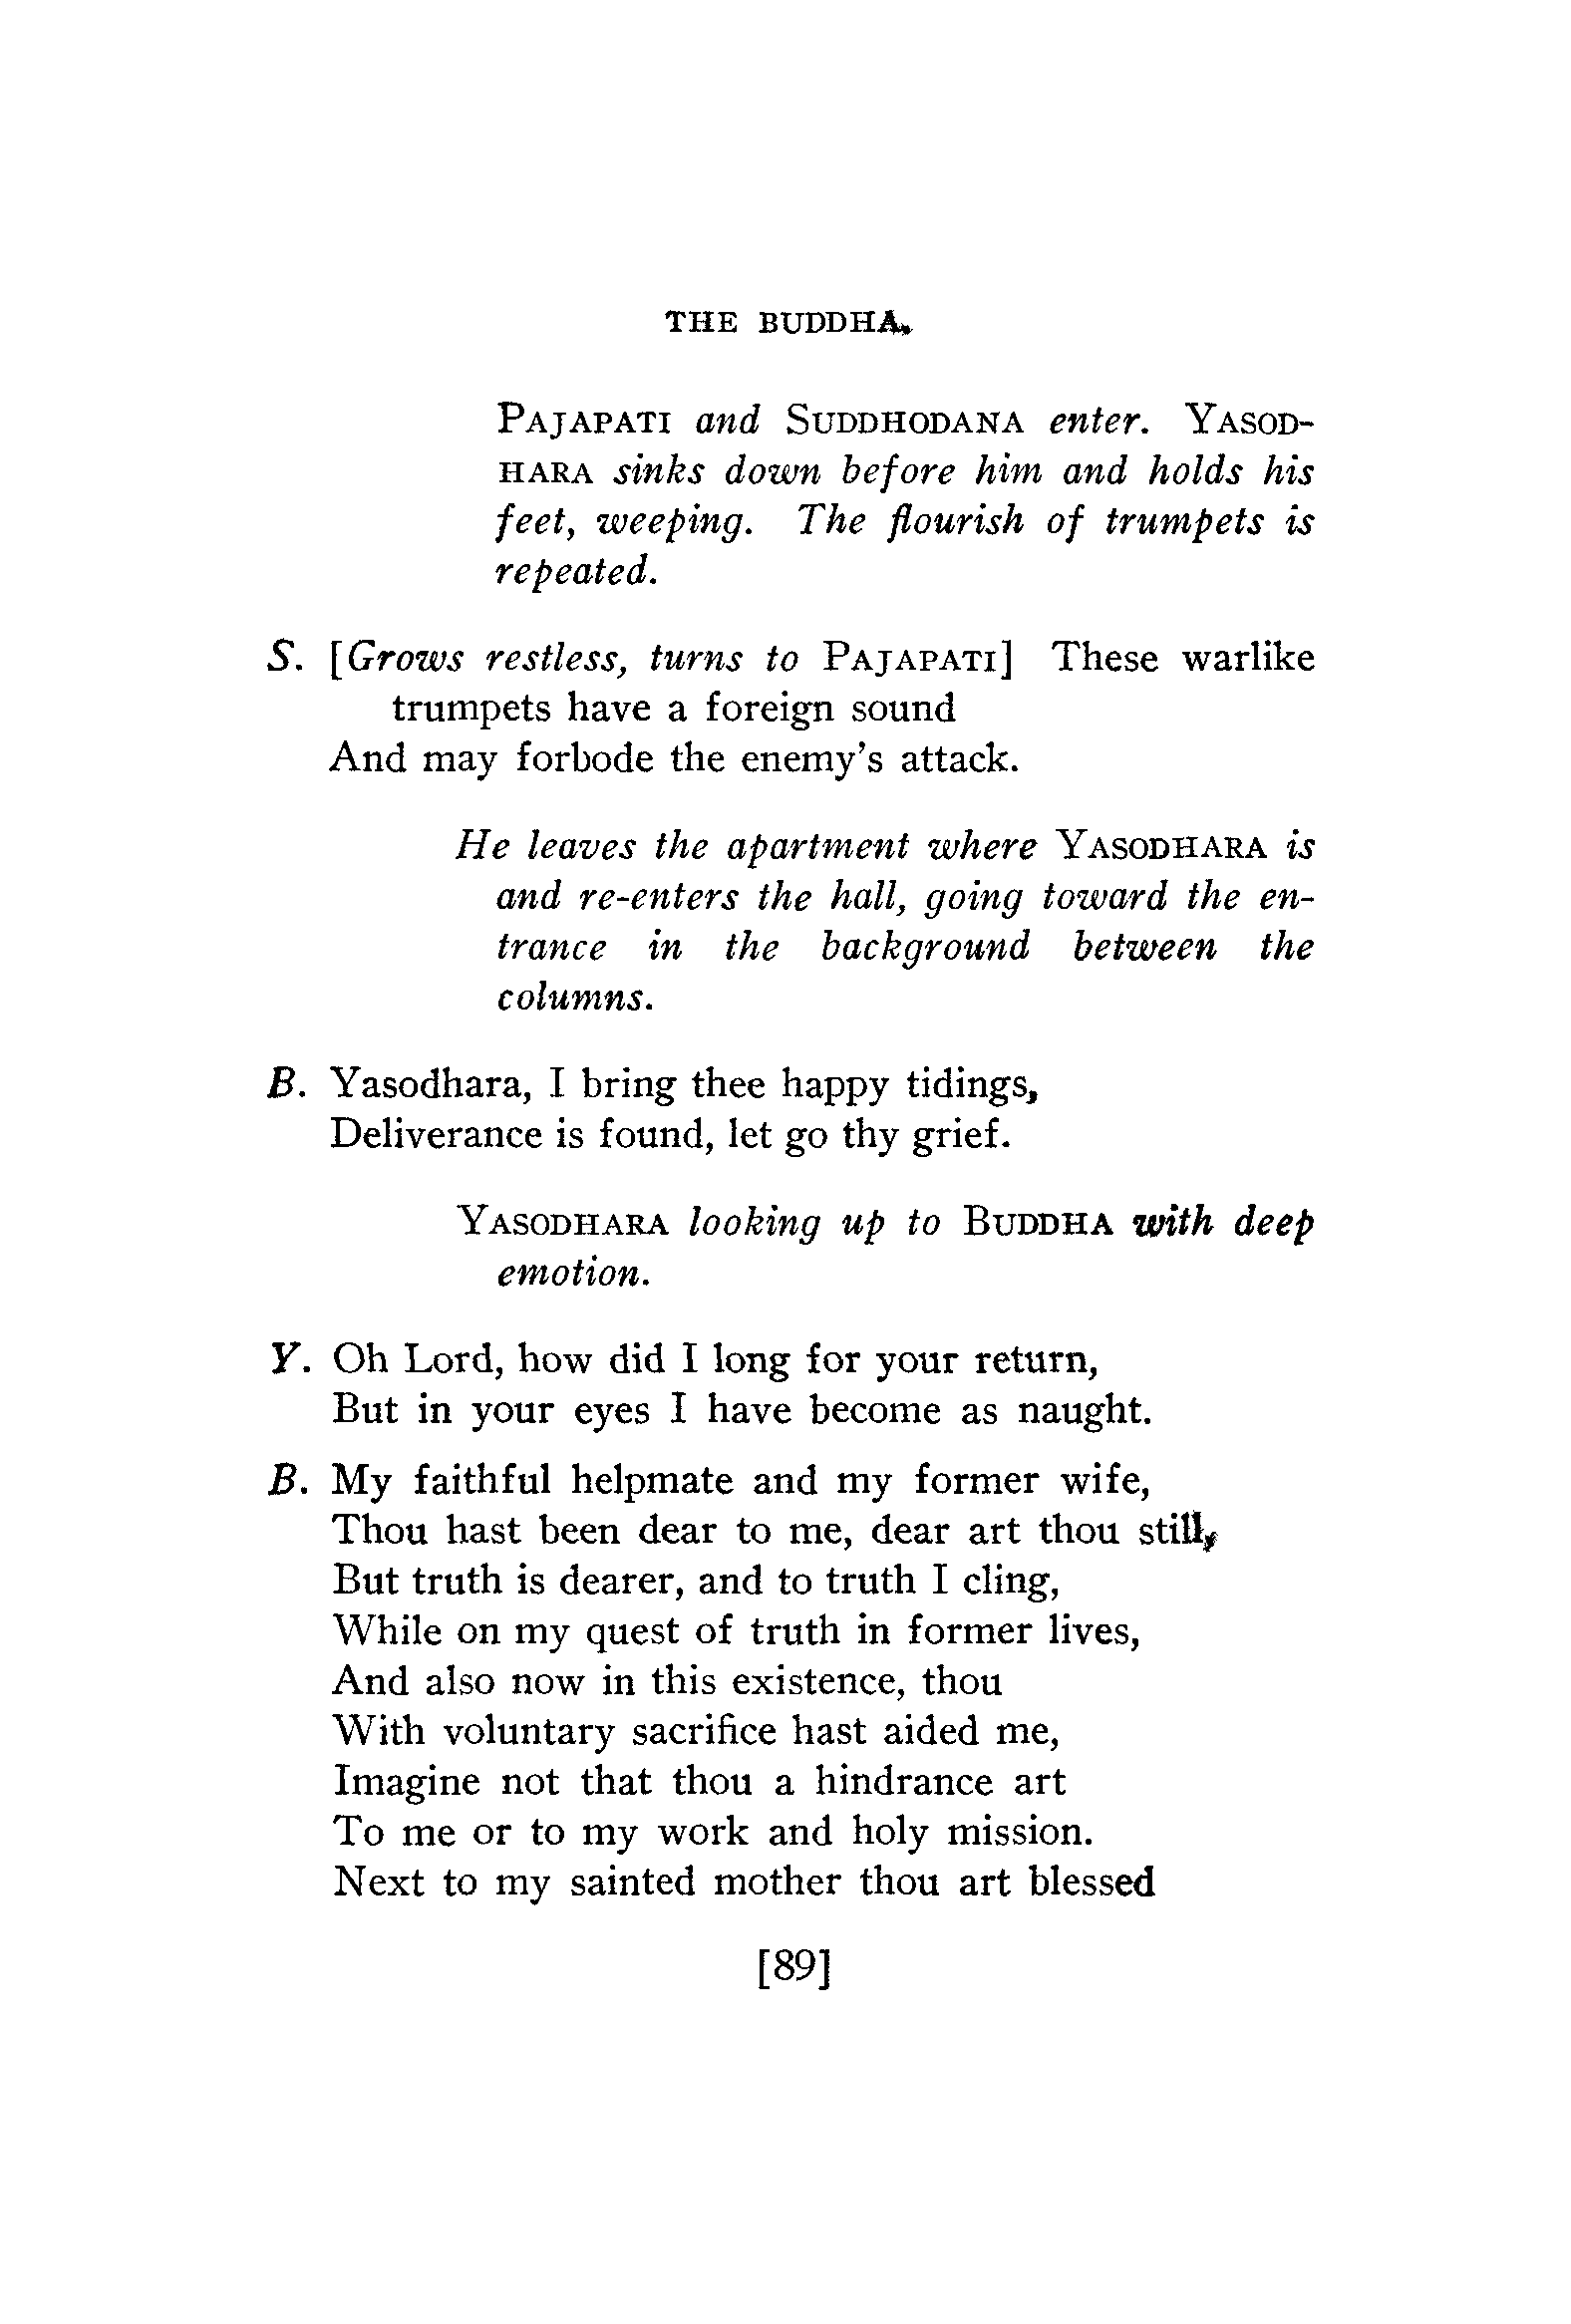 THE BUDDHA.
PAJAPATI and SUDDHODANA enter. YASOD-
HARA sinks down before him and holds his
feet, weeping. The flourish of trumpets is
repeated.
S. [Grows restless, turns to PAJAPATI] These warlike
trumpets have a foreign sound
And may forbode the enemy's attack.
He leaves the apartment where YASODHARA is
and re-enters the hall, going toward the en-
trance in the background between the
columns.
B. Yasodhara, I bring thee happy tidings,
Deliverance is found, let go thy grief.
YASODHARA looking up to BUDDHA with deep
emotion.
Y. Oh Lord, how did I long for your return,
But in your eyes I have become as naught.
B. My faithful helpmate and my former wife,
Thou hast been dear to me, dear art thou still,
But truth is dearer, and to truth I cling,
While on my quest of truth in former lives,
And also now in this existence, thou
With voluntary sacrifice hast aided me,
Imagine not that thou a hindrance art
To me or to my work and holy mission.
Next to my sainted mother thou art blessed
[89]